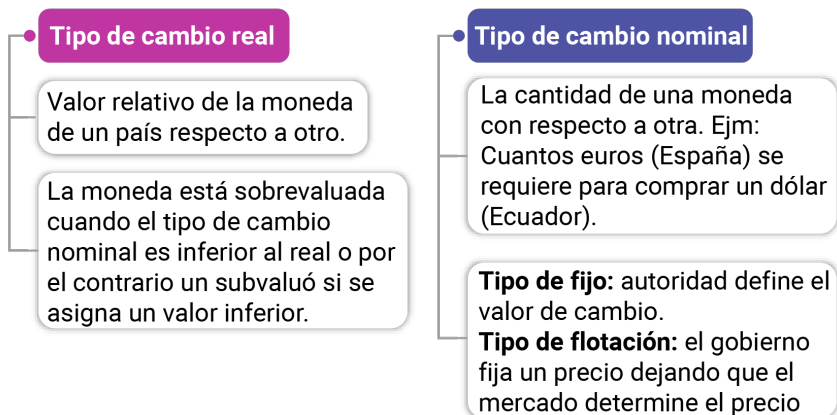 Tipo de cambio real
Valor relativo de la moneda
de un país respecto a otro.
La moneda está sobrevaluada
cuando el tipo de cambio
nominal es inferior al real o por
el contrario un subvaluó si se
asigna un valor inferior.
Tipo de cambio nominal
La cantidad de una moneda
con respecto a otra. Ejm:
Cuantos euros (España) se
requiere para comprar un dólar
(Ecuador).
Tipo de fijo: autoridad define el
valor de cambio.
Tipo de flotación: el gobierno
fija un precio dejando que el
mercado determine el precio